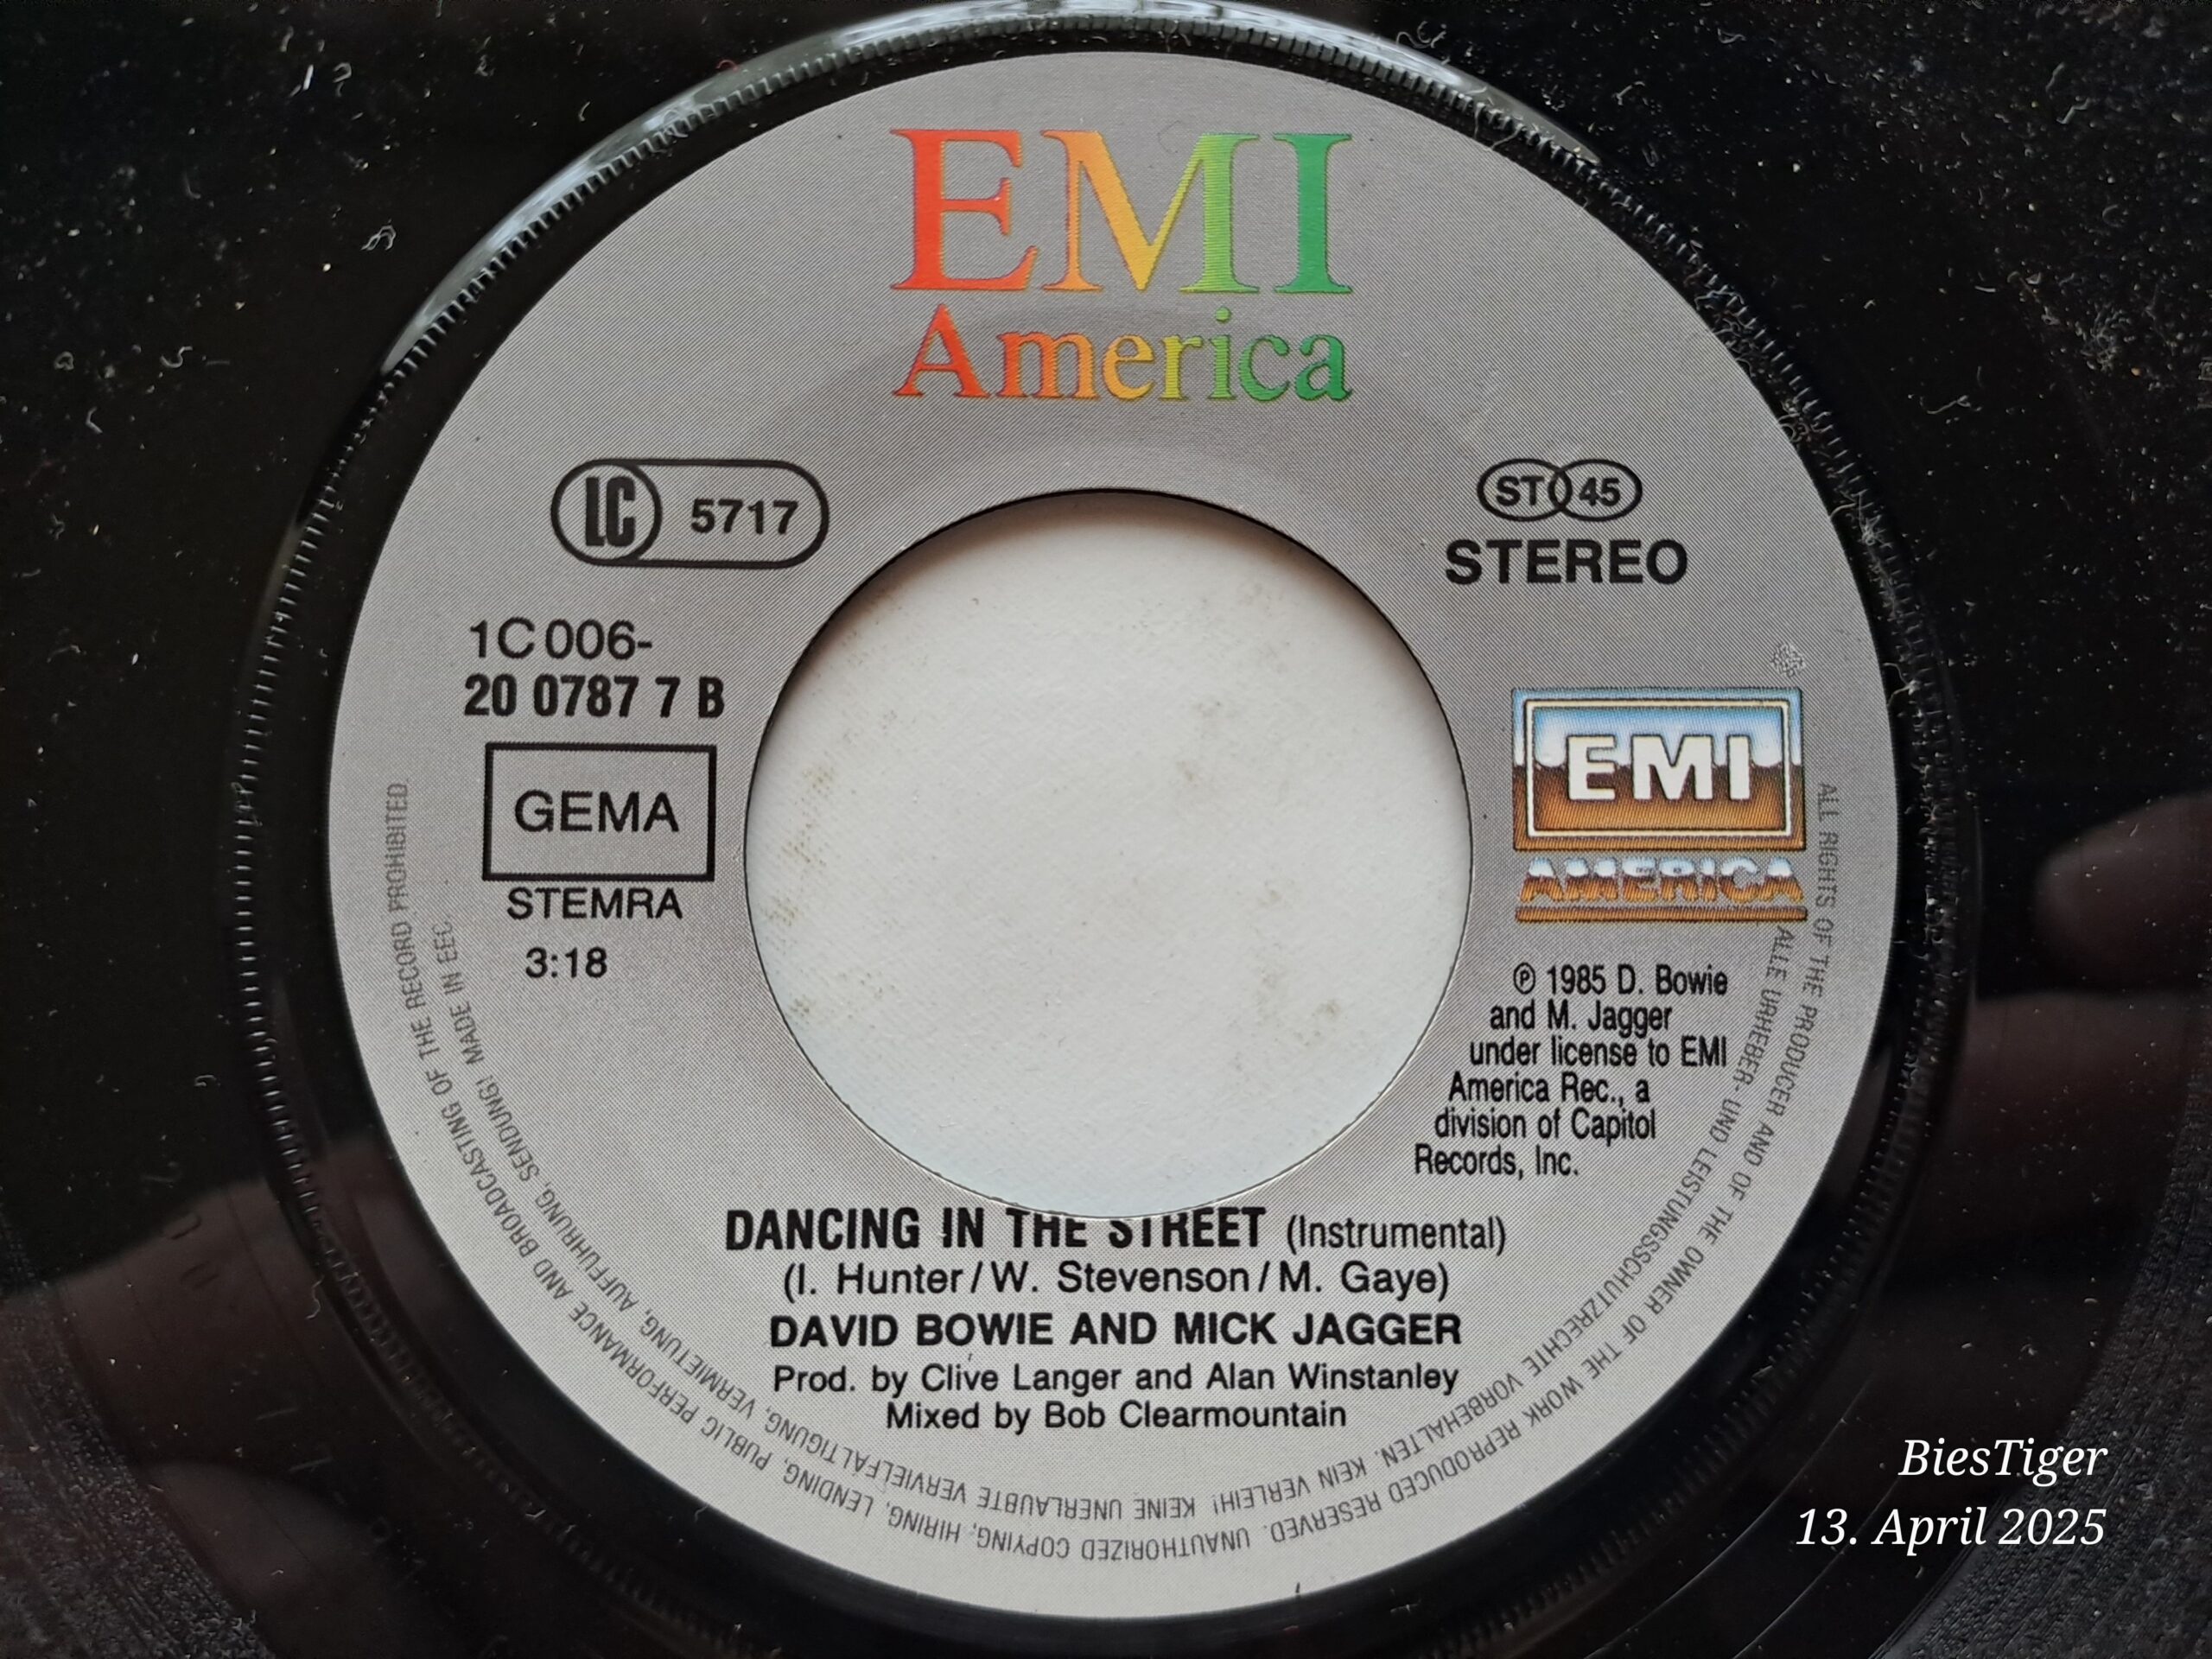 EMI
America
LC 5717
ST 45
STEREO
1C 006-
20 0787 7 B
GEMA
STEMRA
3:18
EMI
AMERICA
℗ 1985 D. Bowie
and M. Jagger
under license to EMI
America Rec., a
division of Capitol
Records, Inc.
DANCING IN THE STREET (Instrumental)
(I. Hunter/W. Stevenson/M. Gaye)
DAVID BOWIE AND MICK JAGGER
Prod. by Clive Langer and Alan Winstanley
Mixed by Bob Clearmountain
ALL RIGHTS OF THE PRODUCER AND OF THE OWNER OF THE WORK REPRODUCED RESERVED. UNAUTHORIZED COPYING, HIRING, LENDING, PUBLIC PERFORMANCE AND BROADCASTING OF THE RECORD PROHIBITED.
ALLE URHEBER- UND LEISTUNGSSCHUTZRECHTE VORBEHALTEN. KEIN VERLEIH! KEINE UNERLAUBTE VERVIELFÄLTIGUNG, VERMIETUNG, AUFFÜHRUNG, SENDUNG! MADE IN EEC.
BiesTiger
13. April 2025